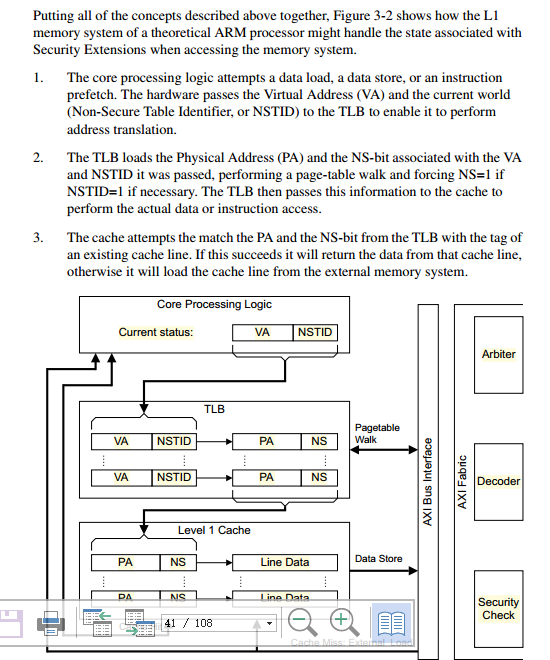 Putting all of the concepts described above together, Figure 3-2 shows how the L1
memory system of a theoretical ARM processor might handle the state associated with
Security Extensions when accessing the memory system.
1. The core processing logic attempts a data load, a data store, or an instruction
prefetch. The hardware passes the Virtual Address (VA) and the current world
(Non-Secure Table Identifier, or NSTID) to the TLB to enable it to perform
address translation.
2. The TLB loads the Physical Address (PA) and the NS-bit associated with the VA
and NSTID it was passed, performing a page-table walk and forcing NS=1 if
NSTID=1 if necessary. The TLB then passes this information to the cache to
perform the actual data or instruction access.
3. The cache attempts the match the PA and the NS-bit from the TLB with the tag of
an existing cache line. If this succeeds it will return the data from that cache line,
otherwise it will load the cache line from the external memory system.
Core Processing Logic
Current status: VA NSTID
Arbiter
TLB
Pagetable
Walk
VA NSTID PA NS
VA NSTID PA NS
AXI Bus Interface
AXI Fabric
Decoder
Level 1 Cache
PA NS Line Data
Data Store
PA NS Line Data
Security
Check
41 / 108
Cache Miss: External Load